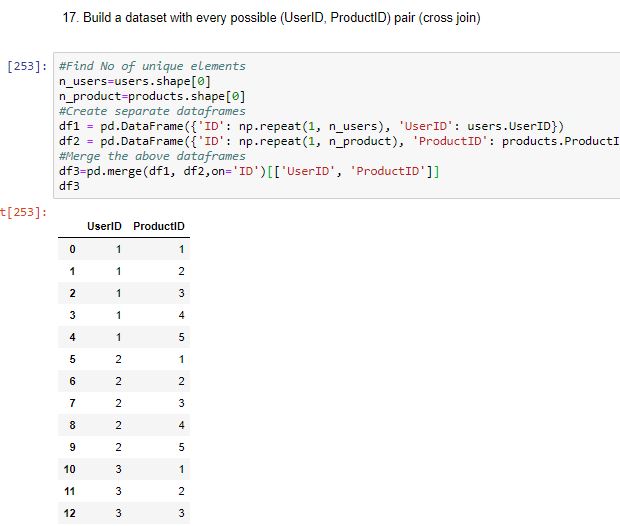 17. Build a dataset with every possible (UserID, ProductID) pair (cross join)
[253]: #Find No of unique elements
n_users=users.shape[0]
n_product=products.shape[0]
#Create separate dataframes
df1 = pd.DataFrame({'ID': np.repeat(1, n_users), 'UserID': users.UserID})
df2 = pd.DataFrame({'ID': np.repeat(1, n_product), 'ProductID': products.ProductI
#Merge the above dataframes
df3=pd.merge(df1, df2,on='ID')[['UserID', 'ProductID']]
df3
t[253]:
UserID ProductID
0 1 1
1 1 2
2 1 3
3 1 4
4 1 5
5 2 1
6 2 2
7 2 3
8 2 4
9 2 5
10 3 1
11 3 2
12 3 3